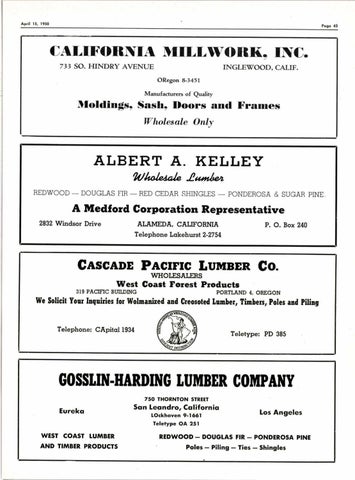 April 15, 1950 Page 85
CALIFORNIA MILLWORK, INC.
733 SO. HINDRY AVENUE INGLEWOOD, CALIF.
ORegon 8-3451
Manufacturers of Quality
Moldings, Sash, Doors and Frames
Wholesale Only
ALBERT A. KELLEY
Wholesale Lumber
REDWOOD — DOUGLAS FIR — RED CEDAR SHINGLES — PONDEROSA & SUGAR PINE
A Medford Corporation Representative
2832 Windsor Drive ALAMEDA, CALIFORNIA P. O. Box 240
Telephone Lakehurst 2-2754
CASCADE PACIFIC LUMBER CO.
WHOLESALERS
West Coast Forest Products
319 PACIFIC BUILDING PORTLAND 4, OREGON
We Solicit Your Inquiries for Wolmanized and Creosoted Lumber, Timbers, Poles and Piling
Telephone: CApital 1934 Teletype: PD 385
GOSSLIN-HARDING LUMBER COMPANY
750 THORNTON STREET
Eureka San Leandro, California Los Angeles
LOckhaven 9-1661
Teletype OA 251
WEST COAST LUMBER REDWOOD — DOUGLAS FIR — PONDEROSA PINE
AND TIMBER PRODUCTS Poles — Piling — Ties — Shingles